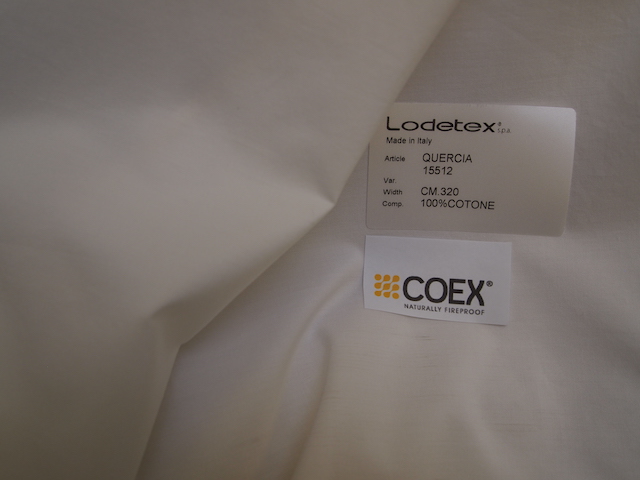 Lodetex® s.p.a.
Made in Italy
Article QUERCIA
15512
Var.
Width CM.320
Comp. 100%COTONE
COEX®
NATURALLY FIREPROOF